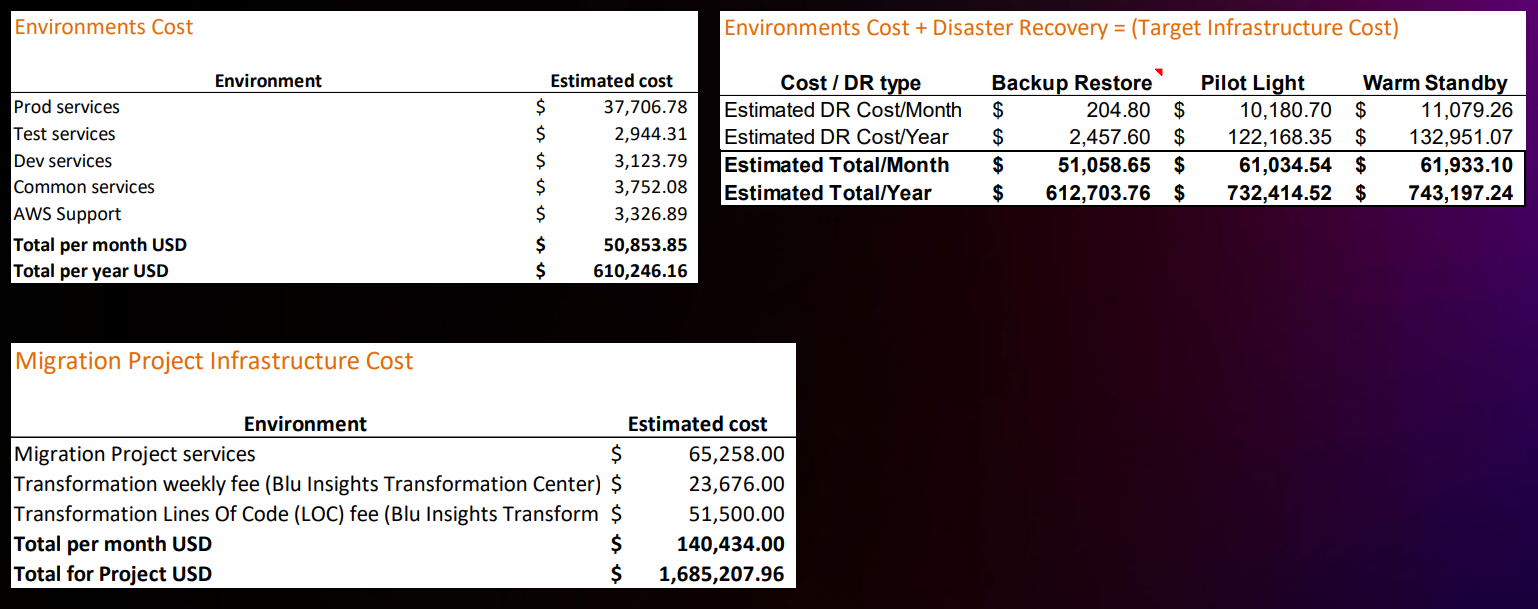 Environments Cost
Environment Estimated cost
Prod services $ 37,706.78
Test services $ 2,944.31
Dev services $ 3,123.79
Common services $ 3,752.08
AWS Support $ 3,326.89
Total per month USD $ 50,853.85
Total per year USD $ 610,246.16
Environments Cost + Disaster Recovery = (Target Infrastructure Cost)
Cost / DR type Backup Restore Pilot Light Warm Standby
Estimated DR Cost/Month $ 204.80 $ 10,180.70 $ 11,079.26
Estimated DR Cost/Year $ 2,457.60 $ 122,168.35 $ 132,951.07
Estimated Total/Month $ 51,058.65 $ 61,034.54 $ 61,933.10
Estimated Total/Year $ 612,703.76 $ 732,414.52 $ 743,197.24
Migration Project Infrastructure Cost
Environment Estimated cost
Migration Project services $ 65,258.00
Transformation weekly fee (Blu Insights Transformation Center) $ 23,676.00
Transformation Lines Of Code (LOC) fee (Blu Insights Transform $ 51,500.00
Total per month USD $ 140,434.00
Total for Project USD $ 1,685,207.96